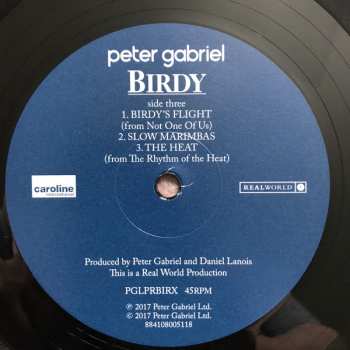 peter gabriel
BIRDY
side three
1. BIRDY'S FLIGHT
(from Not One Of Us)
2. SLOW MARIMBAS
3. THE HEAT
(from The Rhythm of the Heat)
caroline
REALWORLD
Produced by Peter Gabriel and Daniel Lanois
This is a Real World Production
PGLPRBIRX 45RPM
℗ 2017 Peter Gabriel Ltd.
© 2017 Peter Gabriel Ltd.
884108005118